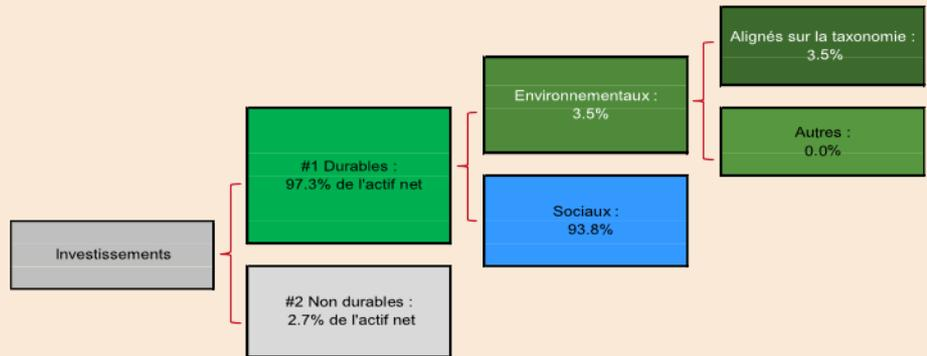 Investissements
#1 Durables :
97.3% de l'actif net
#2 Non durables :
2.7% de l'actif net
Environnementaux :
3.5%
Sociaux :
93.8%
Alignés sur la taxonomie :
3.5%
Autres :
0.0%